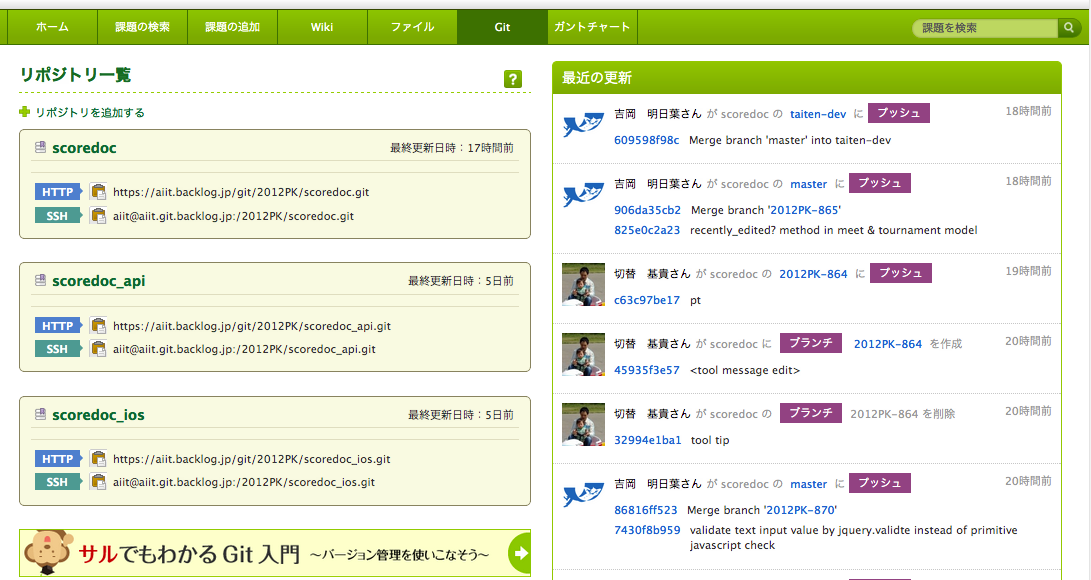 ホーム
課題の検索
課題の追加
Wiki
ファイル
Git
ガントチャート
課題を検索
リポジトリ一覧
?
リポジトリを追加する
scoredoc 最終更新日時：17時間前
HTTP https://aiit.backlog.jp/git/2012PK/scoredoc.git
SSH aiit@aiit.git.backlog.jp:/2012PK/scoredoc.git
scoredoc_api 最終更新日時：5日前
HTTP https://aiit.backlog.jp/git/2012PK/scoredoc_api.git
SSH aiit@aiit.git.backlog.jp:/2012PK/scoredoc_api.git
scoredoc_ios 最終更新日時：5日前
HTTP https://aiit.backlog.jp/git/2012PK/scoredoc_ios.git
SSH aiit@aiit.git.backlog.jp:/2012PK/scoredoc_ios.git
サルでもわかる Git 入門 〜バージョン管理を使いこなそう〜
最近の更新
吉岡 明日葉さん が scoredoc の taiten-dev に プッシュ 18時間前
609598f98c Merge branch 'master' into taiten-dev
吉岡 明日葉さん が scoredoc の master に プッシュ 18時間前
906da35cb2 Merge branch '2012PK-865'
825e0c2a23 recently_edited? method in meet & tournament model
切替 基貴さん が scoredoc の 2012PK-864 に プッシュ 19時間前
c63c97be17 pt
切替 基貴さん が scoredoc に ブランチ 2012PK-864 を作成 20時間前
45935f3e57 <tool message edit>
切替 基貴さん が scoredoc の ブランチ 2012PK-864 を削除 20時間前
32994e1ba1 tool tip
吉岡 明日葉さん が scoredoc の master に プッシュ 20時間前
86816ff523 Merge branch '2012PK-870'
7430f8b959 validate text input value by jquery.validte instead of primitive
javascript check